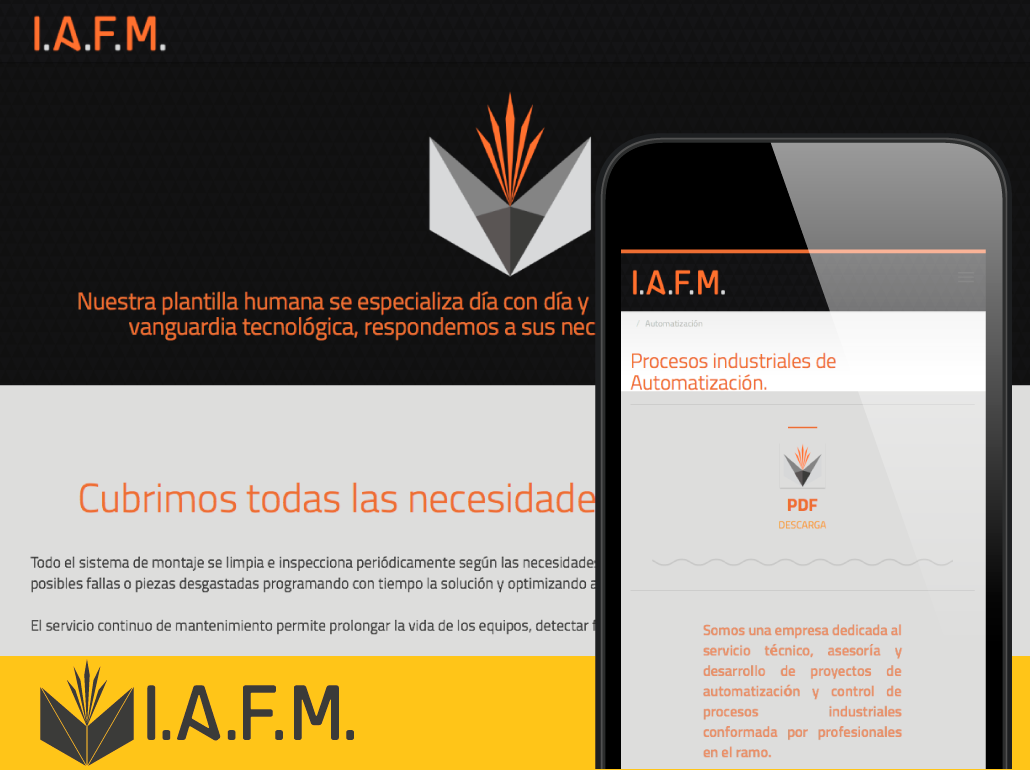 I.A.F.M.
Nuestra plantilla humana se especializa día con día y
vanguardia tecnológica, respondemos a sus nec
Cubrimos todas las necesidade
Todo el sistema de montaje se limpia e inspecciona periódicamente según las necesidades
posibles fallas o piezas desgastadas programando con tiempo la solución y optimizando a
El servicio continuo de mantenimiento permite prolongar la vida de los equipos, detectar f
I.A.F.M.
I.A.F.M.
/ Automatización
Procesos industriales de
Automatización.
PDF
DESCARGA
Somos una empresa dedicada al
servicio técnico, asesoría y
desarrollo de proyectos de
automatización y control de
procesos industriales
conformada por profesionales
en el ramo.